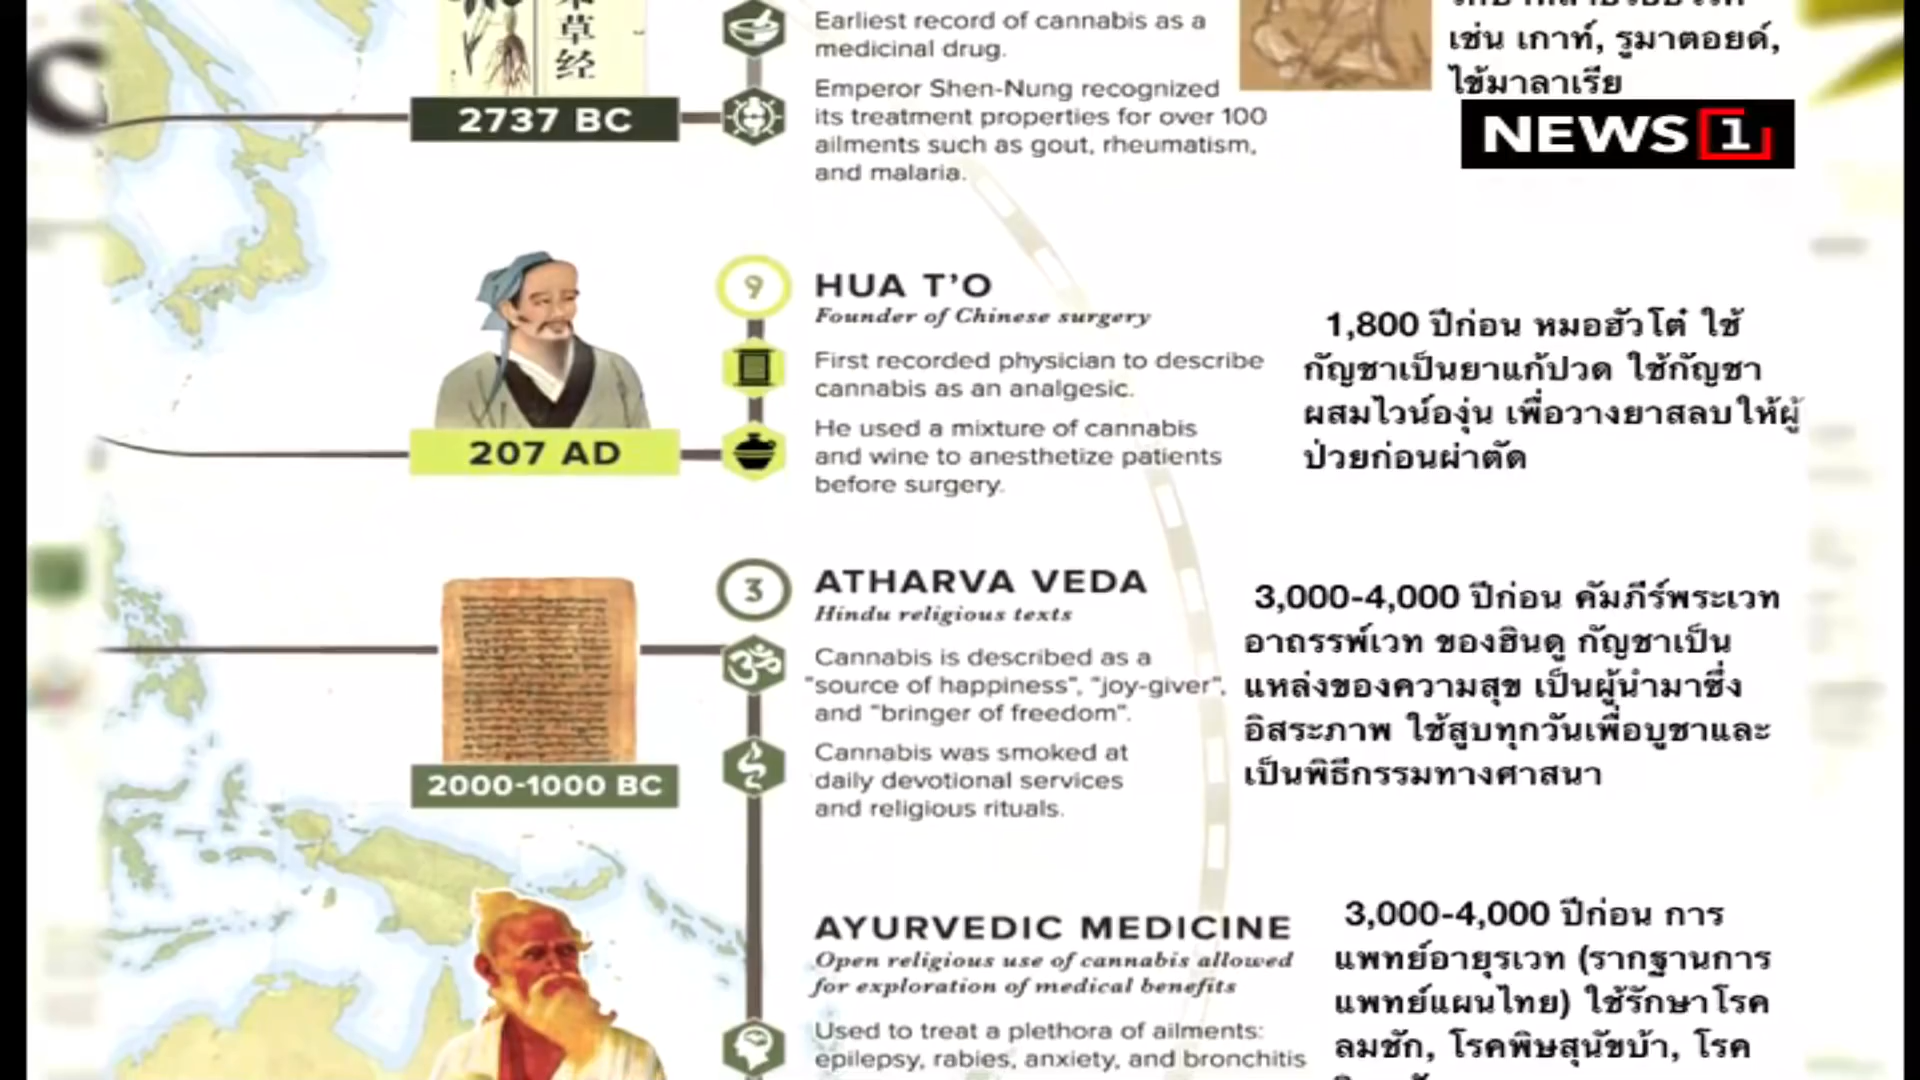 草
经
Earliest record of cannabis as a
medicinal drug.
Emperor Shen-Nung recognized
its treatment properties for over 100
ailments such as gout, rheumatism,
and malaria.
2737 BC
เช่น เกาท์, รูมาตอยด์,
ไข้มาลาเรีย
NEWS 1
9
HUA T’O
Founder of Chinese surgery
First recorded physician to describe
cannabis as an analgesic.
He used a mixture of cannabis
and wine to anesthetize patients
before surgery.
207 AD
1,800 ปีก่อน หมอฮัวโต๋ ใช้
กัญชาเป็นยาแก้ปวด ใช้กัญชา
ผสมไวน์องุ่น เพื่อวางยาสลบให้ผู้
ป่วยก่อนผ่าตัด
3
ATHARVA VEDA
Hindu religious texts
Cannabis is described as a
"source of happiness", "joy-giver",
and "bringer of freedom".
Cannabis was smoked at
daily devotional services
and religious rituals.
2000-1000 BC
3,000-4,000 ปีก่อน คัมภีร์พระเวท
อาถรรพ์เวท ของฮินดู กัญชาเป็น
แหล่งของความสุข เป็นผู้นำมาซึ่ง
อิสระภาพ ใช้สูบทุกวันเพื่อบูชาและ
เป็นพิธีกรรมทางศาสนา
AYURVEDIC MEDICINE
Open religious use of cannabis allowed
for exploration of medical benefits
Used to treat a plethora of ailments:
epilepsy, rabies, anxiety, and bronchitis
3,000-4,000 ปีก่อน การ
แพทย์อายุรเวท (รากฐานการ
แพทย์แผนไทย) ใช้รักษาโรค
ลมชัก, โรคพิษสุนัขบ้า, โรค